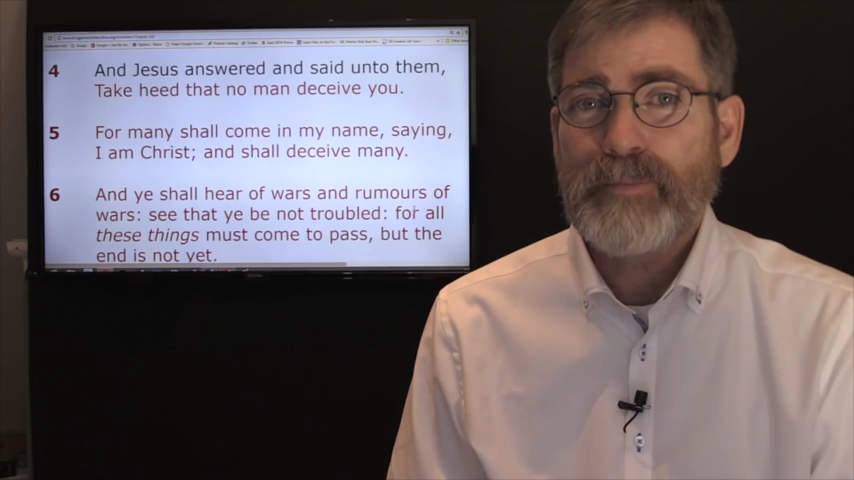 4 And Jesus answered and said unto them,
Take heed that no man deceive you.
5 For many shall come in my name, saying,
I am Christ; and shall deceive many.
6 And ye shall hear of wars and rumours of
wars: see that ye be not troubled: for all
these things must come to pass, but the
end is not yet.